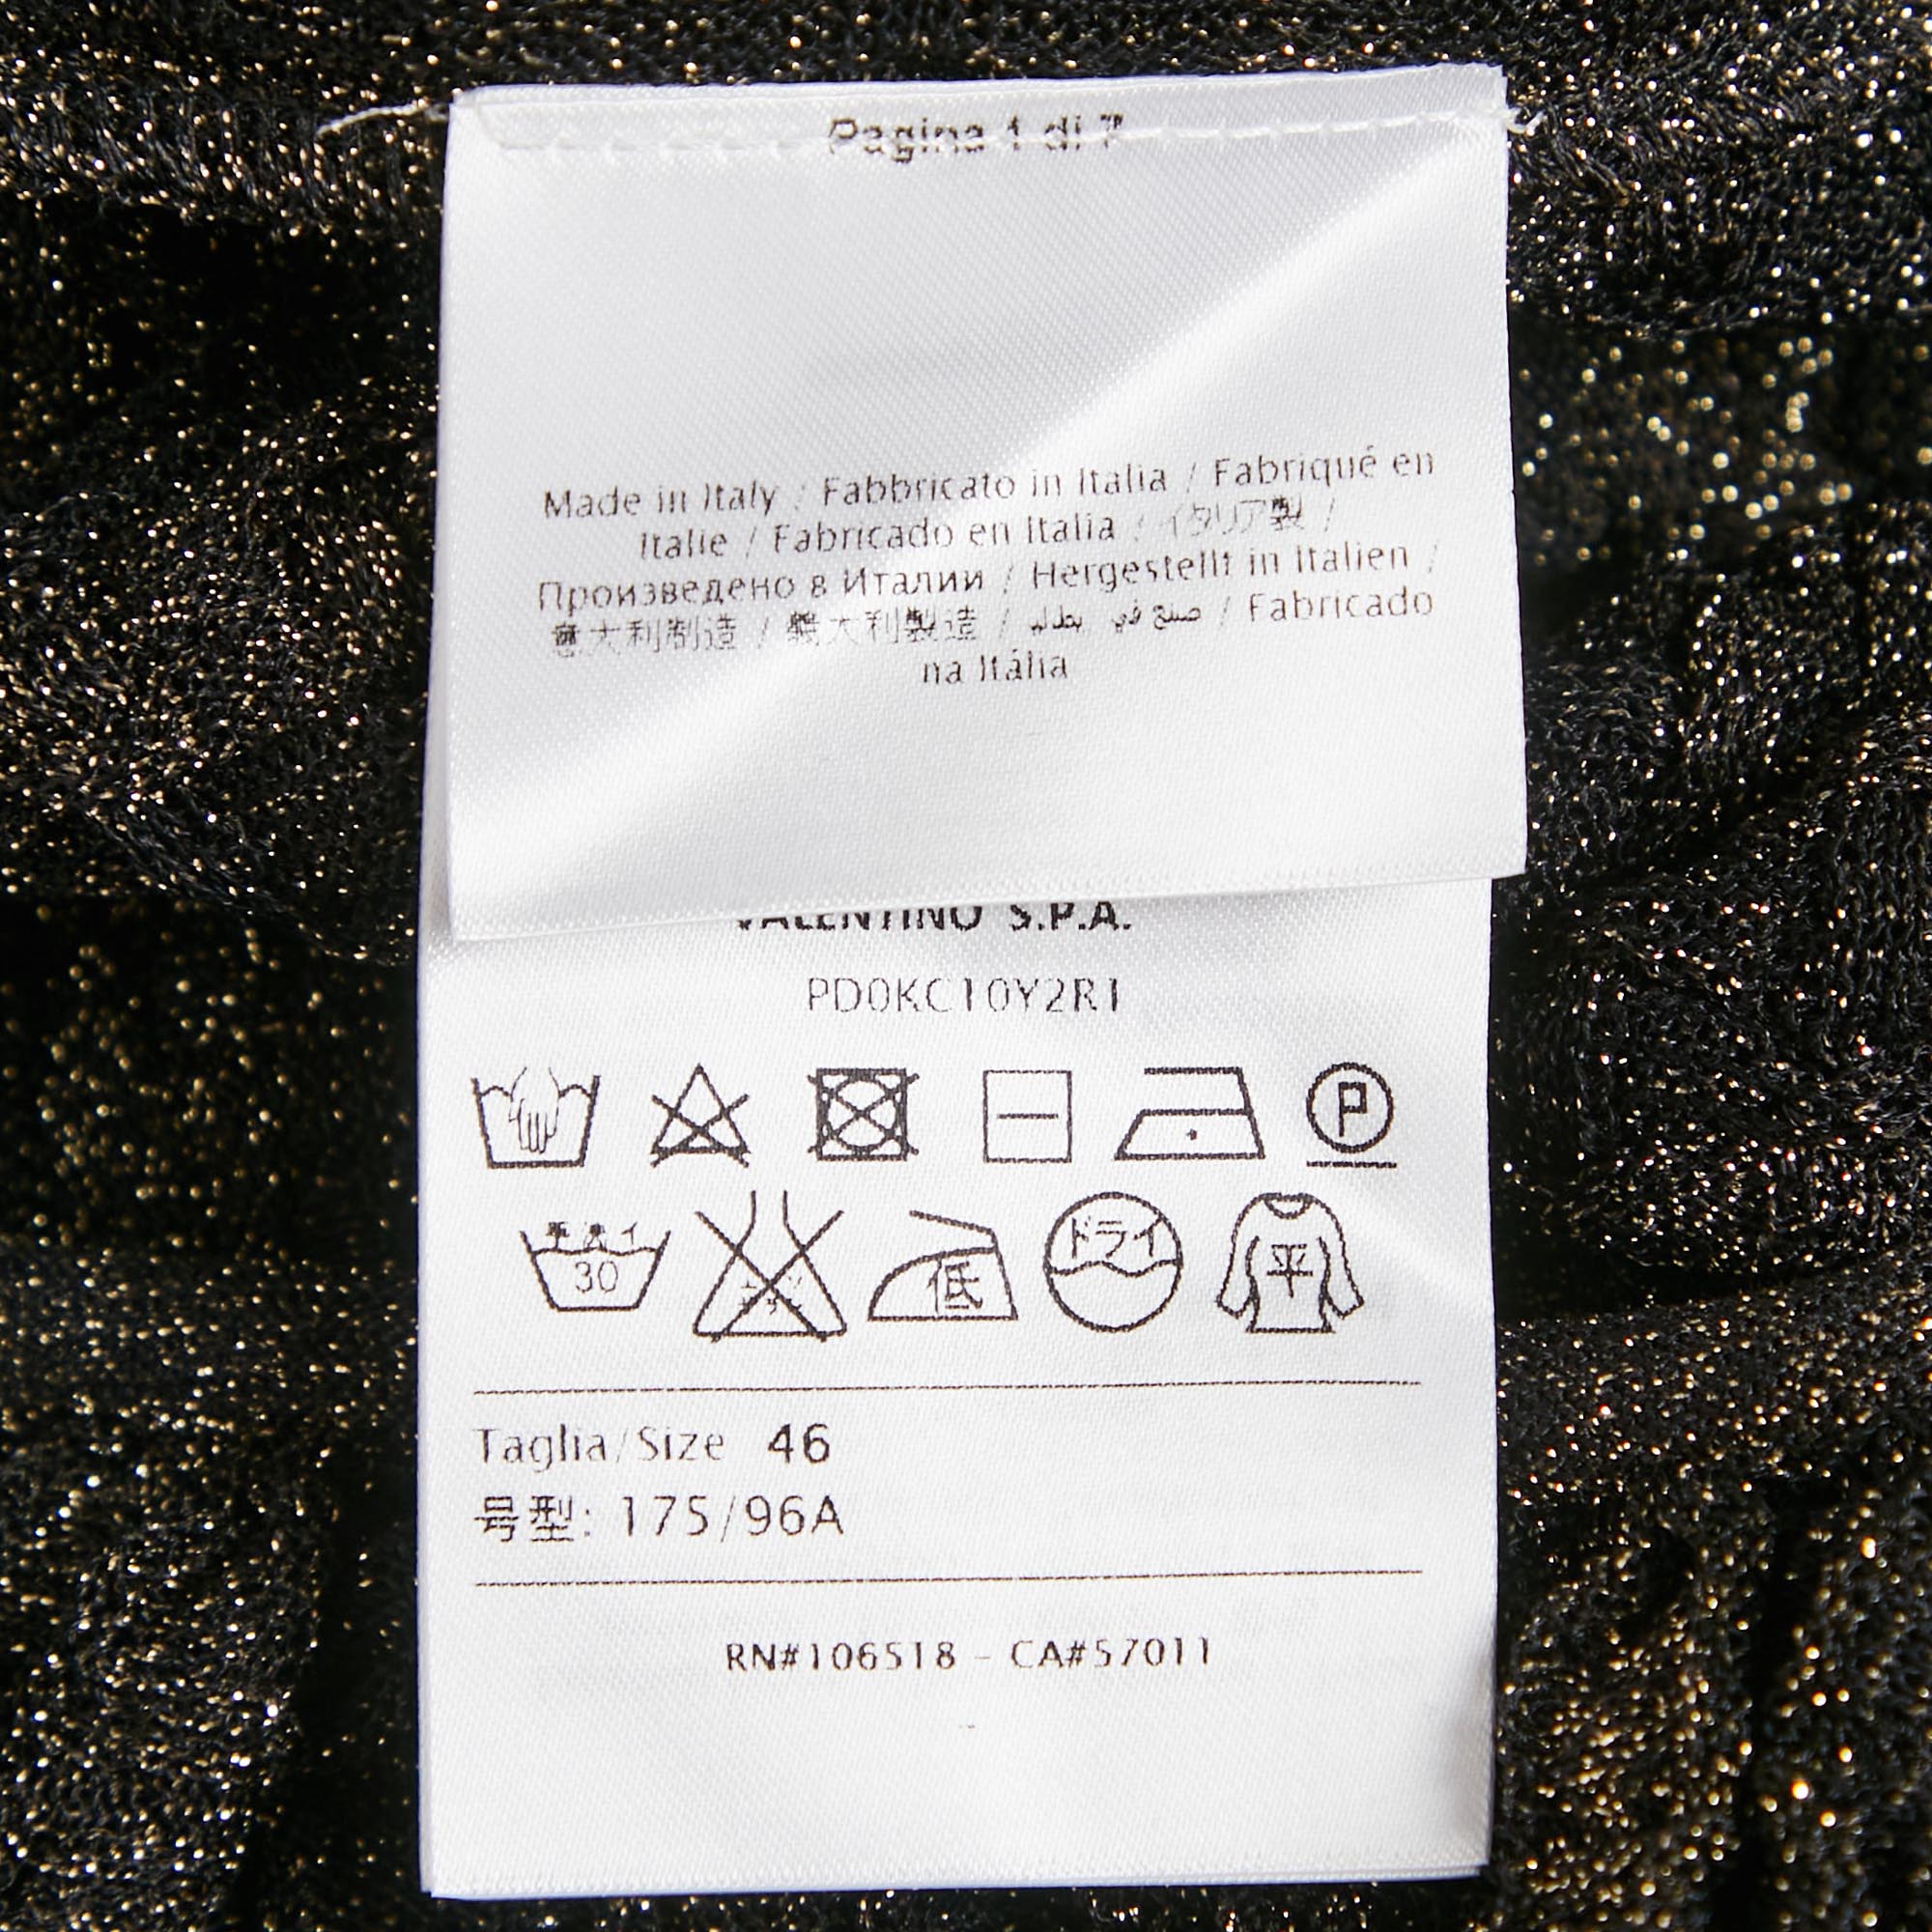 Pagina 1 di 7
Made in Italy / Fabbricato in Italia / Fabriqué en
Italie / Fabricado en Italia / イタリア製 /
Произведено в Италии / Hergestellt in Italien /
意大利制造 / 義大利製造 / صنع في / Fabricado
na Itália
VALENTINO S.P.A.
PD0KC10Y2R1
P
30
低
ドライ
平
Taglia/Size 46
号型: 175/96A
RN#106518 - CA#57011